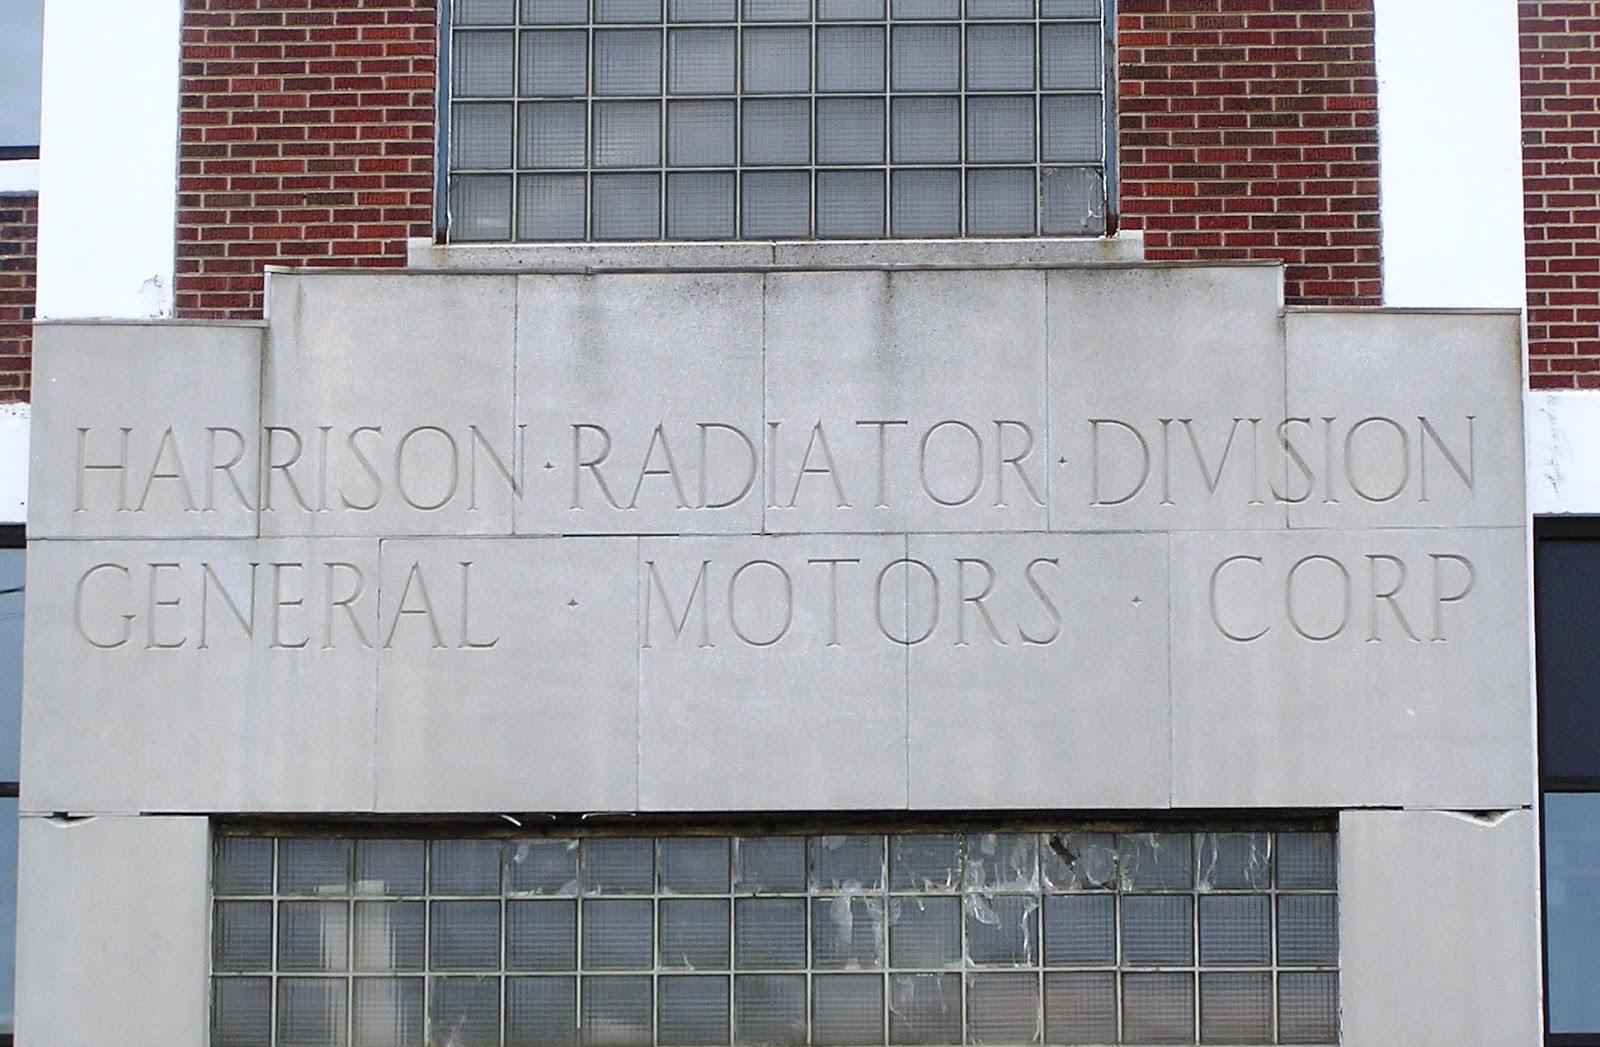 HARRISON · RADIATOR · DIVISION
GENERAL · MOTORS · CORP